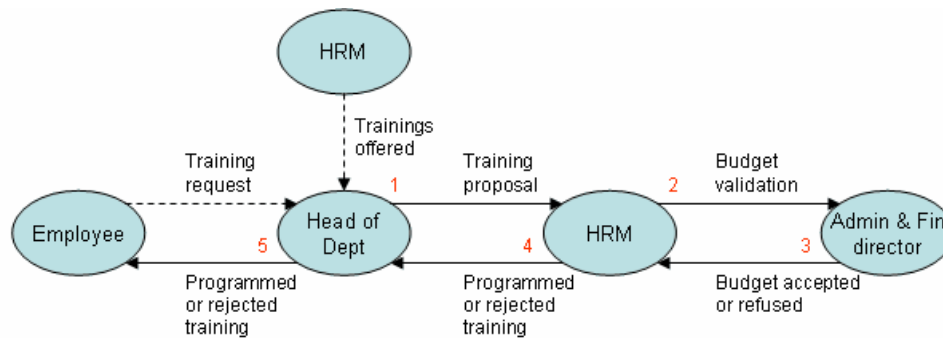 HRM
Trainings
offered
Training
request
1
Training
proposal
2
Budget
validation
Employee
Head of
Dept
HRM
Admin & Fin
director
5
4
3
Programmed
or rejected
training
Programmed
or rejected
training
Budget accepted
or refused